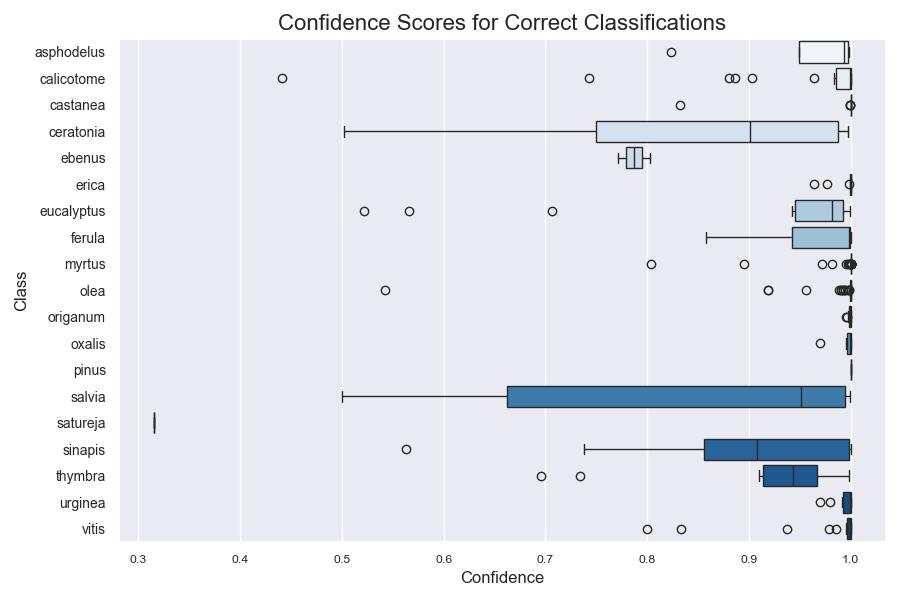 Confidence Scores for Correct Classifications
asphodelus
calicotome
castanea
ceratonia
ebenus
erica
eucalyptus
ferula
myrtus
olea
origanum
oxalis
pinus
salvia
satureja
sinapis
thymbra
urginea
vitis
Class
0.3 0.4 0.5 0.6 0.7 0.8 0.9 1.0
Confidence